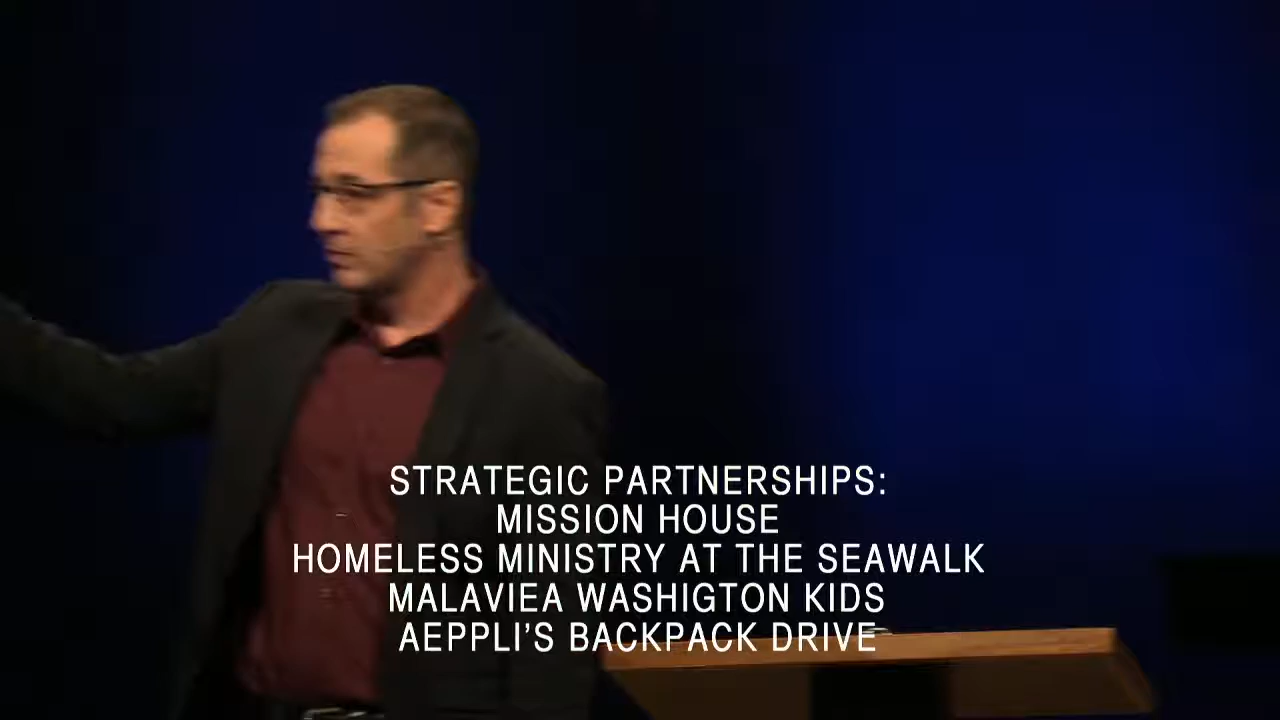 STRATEGIC PARTNERSHIPS:
MISSION HOUSE
HOMELESS MINISTRY AT THE SEAWALK
MALAVIEA WASHIGTON KIDS
AEPPLI'S BACKPACK DRIVE